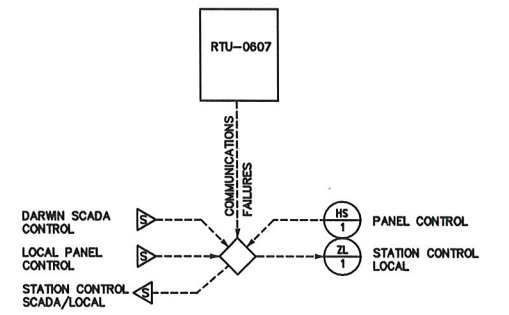 RTU-0607
COMMUNICATIONS
FAILURES
DARWIN SCADA
CONTROL
S
HS
1
PANEL CONTROL
LOCAL PANEL
CONTROL
S
ZL
1
STATION CONTROL
LOCAL
STATION CONTROL
SCADA/LOCAL
S